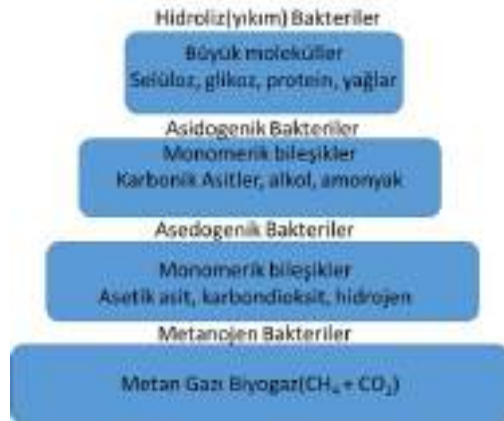 Hidroliz(yıkım) Bakteriler
Büyük moleküller
Selüloz, glikoz, protein, yağlar
Asidogenik Bakteriler
Monomerik bileşikler
Karbonik Asitler, alkol, amonyak
Asedogenik Bakteriler
Monomerik bileşikler
Asetik asit, karbondioksit, hidrojen
Metanojen Bakteriler
Metan Gazı Biyogaz(CH₄ + CO₂)